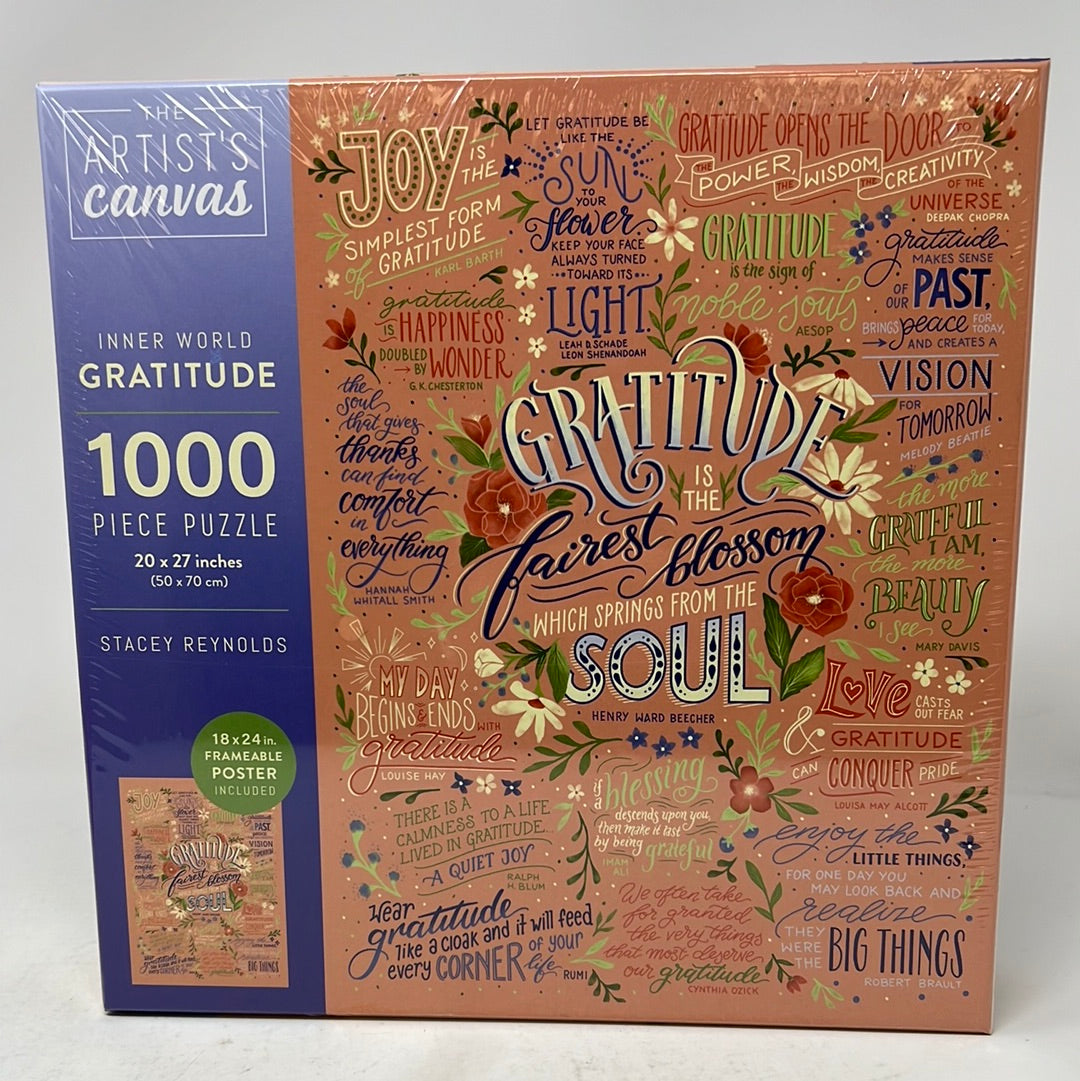 THE
ARTIST'S
canvas
INNER WORLD
GRATITUDE
1000
PIECE PUZZLE
20 x 27 inches
(50 x 70 cm)
STACEY REYNOLDS
18 x 24 in.
FRAMEABLE
POSTER
INCLUDED
JOY
IS
THE
SIMPLEST FORM
of GRATITUDE
KARL BARTH
LET GRATITUDE BE
LIKE THE
SUN
TO
YOUR
flower.
KEEP YOUR FACE
ALWAYS TURNED
TOWARD ITS
LIGHT.
LEAH D. SCHADE
LEON SHENANDOAH
GRATITUDE OPENS THE DOOR TO
THE POWER, THE WISDOM, THE CREATIVITY
OF THE
UNIVERSE
DEEPAK CHOPRA
GRATITUDE
is the sign of
noble souls
AESOP
gratitude
MAKES SENSE
OF OUR PAST,
BRINGS peace FOR TODAY,
AND CREATES A
VISION
FOR
TOMORROW.
MELODY BEATTIE
gratitude
IS HAPPINESS
DOUBLED
BY WONDER
G. K. CHESTERTON
the
soul
that gives
thanks
can find
comfort
in
everything
HANNAH
WHITALL SMITH
GRATITUDE
IS
THE
fairest blossom
WHICH SPRINGS FROM THE
SOUL
HENRY WARD BEECHER
the more
GRATEFUL
I AM,
the more
BEAUTY
I see
MARY DAVIS
MY DAY
BEGINS & ENDS
WITH
gratitude
LOUISE HAY
LOVE CASTS
OUT FEAR
& GRATITUDE
CAN CONQUER PRIDE
LOUISA MAY ALCOTT
THERE IS A
CALMNESS TO A LIFE
LIVED IN GRATITUDE,
A QUIET JOY
RALPH
H. BLUM
if a blessing
descends upon you,
then make it last
by being
grateful
IMAM
ALI
enjoy the
LITTLE THINGS,
FOR ONE DAY YOU
MAY LOOK BACK AND
realize
THEY
WERE
THE BIG THINGS
ROBERT BRAULT
Wear
gratitude
like a cloak and it will feed
every CORNER of your
life RUMI
We often take
for granted
the very things
that most deserve
our gratitude
CYNTHIA OZICK
JOY
SUN
LIGHT
PAST,
VISION
GRATITUDE
fairest blossom
SOUL
BIG THINGS